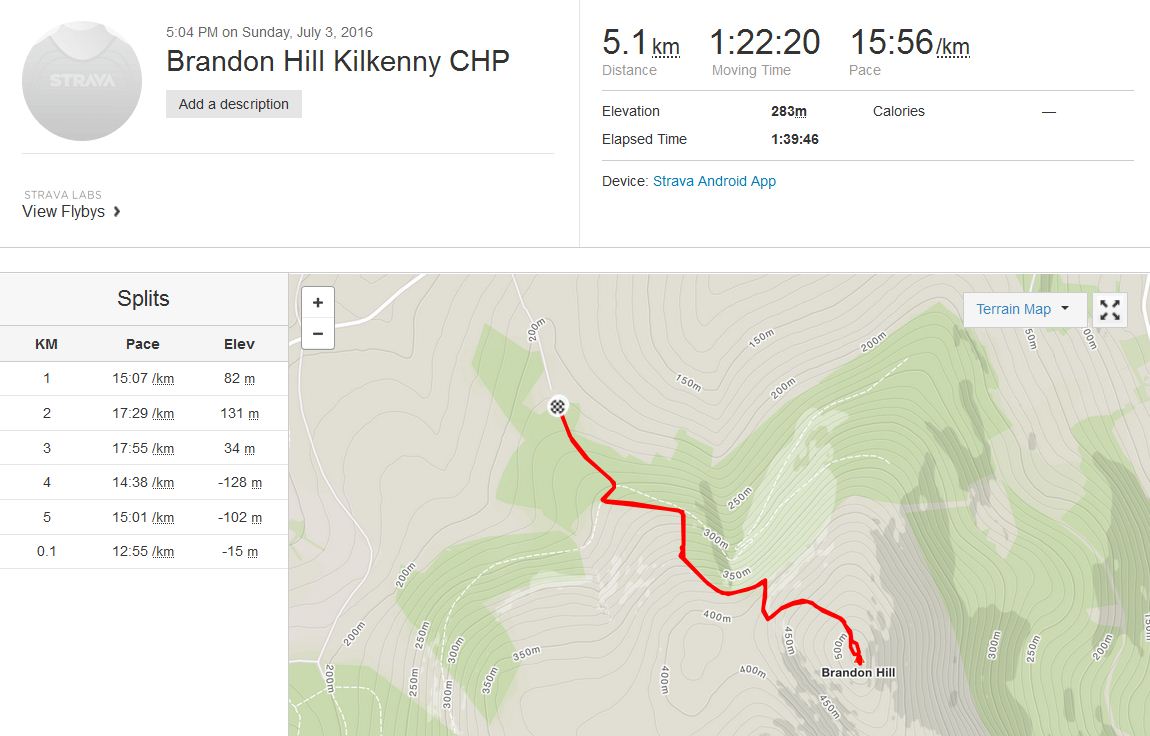 STRAVA
5:04 PM on Sunday, July 3, 2016
Brandon Hill Kilkenny CHP
Add a description
STRAVA LABS
View Flybys
5.1 km 1:22:20 15:56/km
Distance Moving Time Pace
Elevation 283m Calories —
Elapsed Time 1:39:46
Device: Strava Android App
Splits
KM Pace Elev
1 15:07 /km 82 m
2 17:29 /km 131 m
3 17:55 /km 34 m
4 14:38 /km -128 m
5 15:01 /km -102 m
0.1 12:55 /km -15 m
+
−
Terrain Map
200m
150m
200m
150m
200m
50m
00m
250m
300m
350m
200m
400m
200m
250m
300m
350m
450m
500m
300m
250m
200m
150m
Brandon Hill
200m
250m
300m
350m
400m
400m
450m